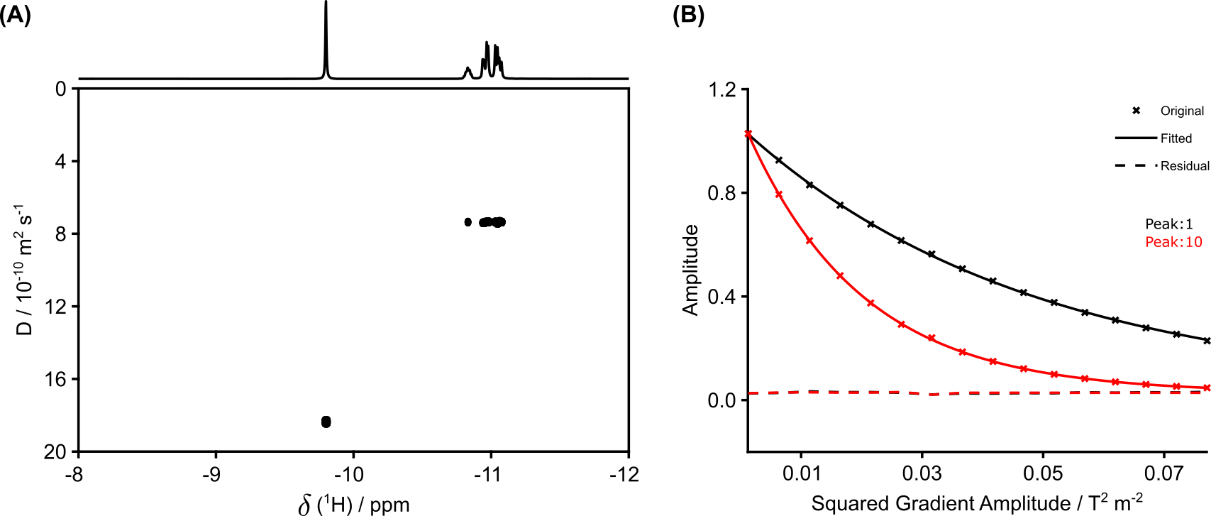 (A)
0
4
8
12
16
20
D / 10⁻¹⁰ m² s⁻¹
-8
-9
-10
-11
-12
δ (¹H) / ppm
(B)
1.2
0.8
0.4
0.0
Amplitude
Original
Fitted
Residual
Peak:1
Peak:10
0.01
0.03
0.05
0.07
Squared Gradient Amplitude / T² m⁻²